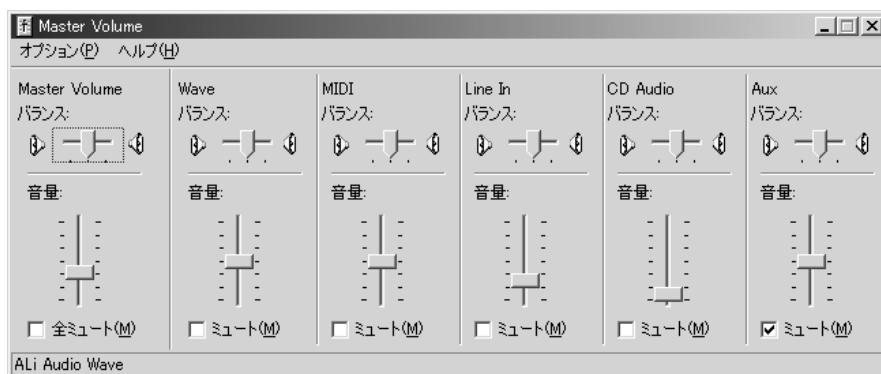 Master Volume
オプション(P) ヘルプ(H)
Master Volume Wave MIDI Line In CD Audio Aux
バランス: バランス: バランス: バランス: バランス: バランス:
音量: 音量: 音量: 音量: 音量: 音量:
全ミュート(M) ミュート(M) ミュート(M) ミュート(M) ミュート(M) ミュート(M)
ALi Audio Wave